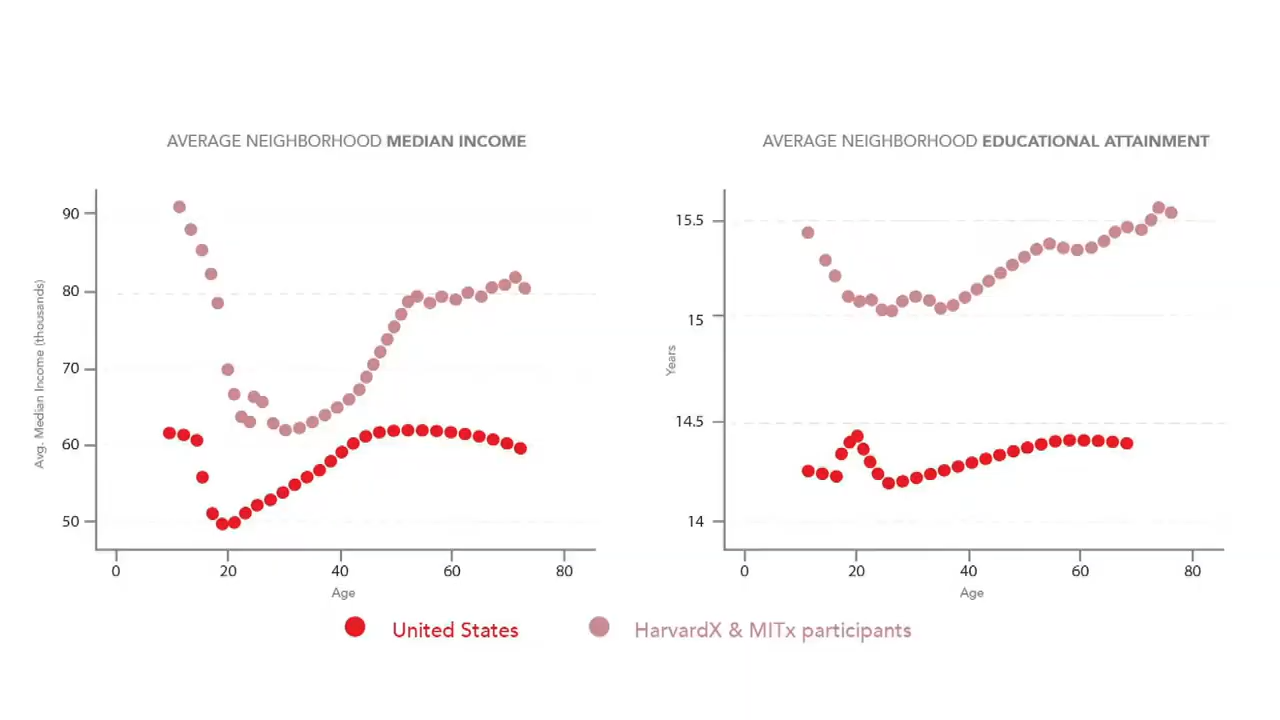 AVERAGE NEIGHBORHOOD MEDIAN INCOME
Avg. Median Income (thousands)
90
80
70
60
50
0 20 40 60 80
Age
AVERAGE NEIGHBORHOOD EDUCATIONAL ATTAINMENT
Years
15.5
15
14.5
14
0 20 40 60 80
Age
United States
HarvardX & MITx participants